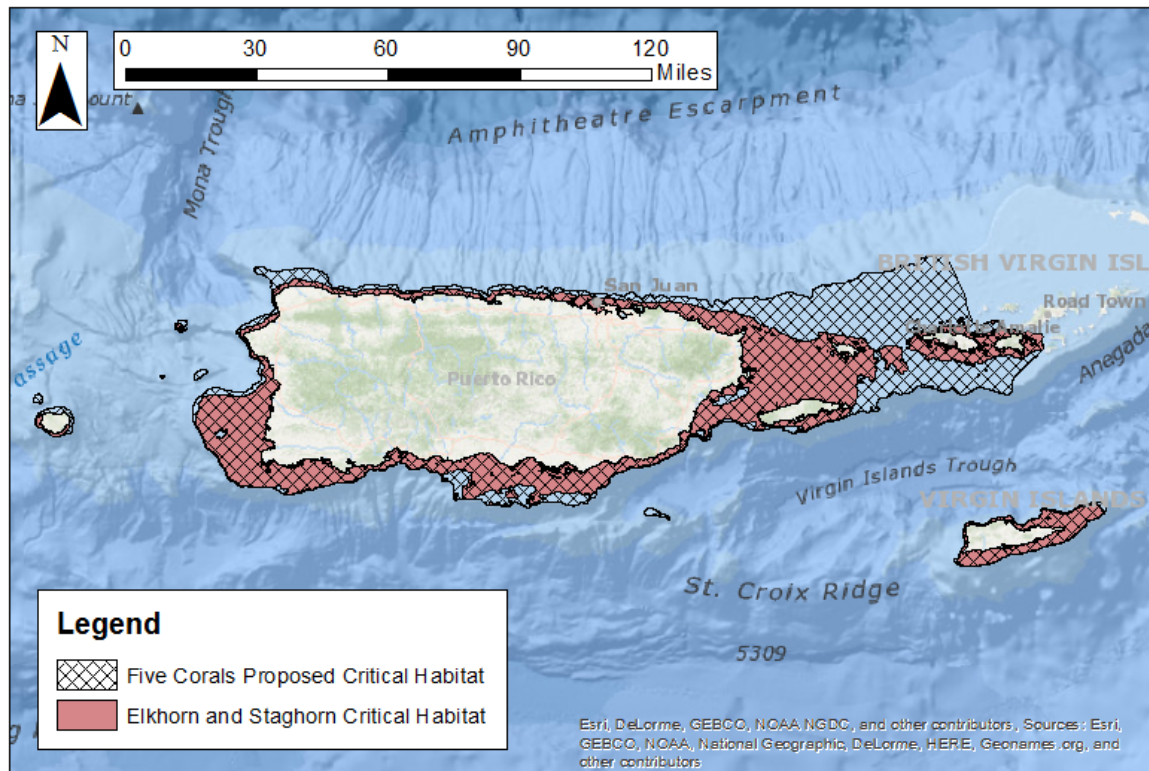 N
0 30 60 90 120
Miles
ount
Mona Trough
Amphitheatre Escarpment
BRITISH VIRGIN ISL
San Juan
Road Town
Charlotte Amalie
assage
Anegada
Puerto Rico
Virgin Islands Trough
VIRGIN ISLANDS
St. Croix Ridge
5309
Legend
Five Corals Proposed Critical Habitat
Elkhorn and Staghorn Critical Habitat
Esri, DeLorme, GEBCO, NOAA NGDC, and other contributors, Sources: Esri,
GEBCO, NOAA, National Geographic, DeLorme, HERE, Geonames.org, and
other contributors